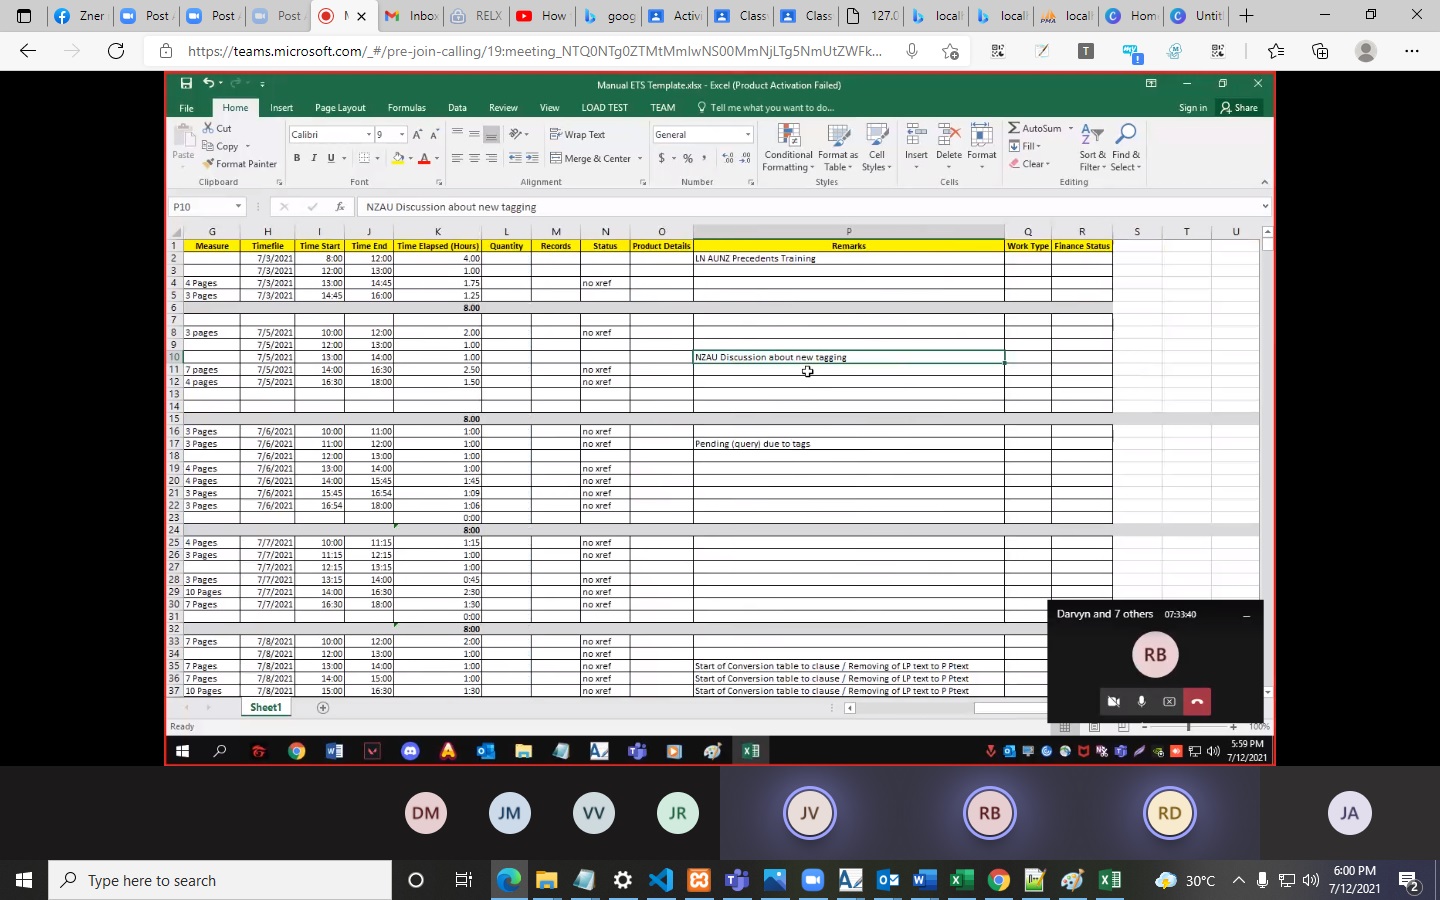 Zner
Post
Post
Post
M
Inbox
RELX
How
goog
Activi
Class
Class
127.0
locall
locall
locall
Home
Untitl
https://teams.microsoft.com/_#/pre-join-calling/19:meeting_NTQ0NTg0ZTMtMmIwNS00MmNjLTg5NmUtZWFk...
Manual ETS Template.xlsx - Excel (Product Activation Failed)
File Home Insert Page Layout Formulas Data Review View LOAD TEST TEAM Tell me what you want to do... Sign in Share
Paste Cut Copy Format Painter Clipboard
Calibri 9 B I U Font
Wrap Text Merge & Center Alignment
General $ % , Number
Conditional Formatting Format as Table Cell Styles Styles
Insert Delete Format Cells
AutoSum Fill Clear Sort & Filter Find & Select Editing
P10 fx NZAU Discussion about new tagging
G H I J K L M N O P Q R S T U
1 Measure Timefile Time Start Time End Time Elapsed (Hours) Quantity Records Status Product Details Remarks Work Type Finance Status
2 7/3/2021 8:00 12:00 4.00 LN AUNZ Precedents Training
3 7/3/2021 12:00 13:00 1.00
4 4 Pages 7/3/2021 13:00 14:45 1.75 no xref
5 3 Pages 7/3/2021 14:45 16:00 1.25
6 8.00
7
8 3 pages 7/5/2021 10:00 12:00 2.00 no xref
9 7/5/2021 12:00 13:00 1.00
10 7/5/2021 13:00 14:00 1.00 NZAU Discussion about new tagging
11 7 pages 7/5/2021 14:00 16:30 2.50 no xref
12 4 pages 7/5/2021 16:30 18:00 1.50 no xref
13
14
15 8.00
16 3 Pages 7/6/2021 10:00 11:00 1:00 no xref
17 3 Pages 7/6/2021 11:00 12:00 1:00 no xref Pending (query) due to tags
18 7/6/2021 12:00 13:00 1:00
19 4 Pages 7/6/2021 13:00 14:00 1:00 no xref
20 4 Pages 7/6/2021 14:00 15:45 1:45 no xref
21 3 Pages 7/6/2021 15:45 16:54 1:09 no xref
22 3 Pages 7/6/2021 16:54 18:00 1:06 no xref
23 0:00
24 8:00
25 4 Pages 7/7/2021 10:00 11:15 1:15 no xref
26 3 Pages 7/7/2021 11:15 12:15 1:00 no xref
27 7/7/2021 12:15 13:15 1:00
28 3 Pages 7/7/2021 13:15 14:00 0:45 no xref
29 10 Pages 7/7/2021 14:00 16:30 2:30 no xref
30 7 Pages 7/7/2021 16:30 18:00 1:30 no xref
31 0:00
32 8:00
33 7 Pages 7/8/2021 10:00 12:00 2:00 no xref
34 7/8/2021 12:00 13:00 1:00 no xref
35 7 Pages 7/8/2021 13:00 14:00 1:00 no xref Start of Conversion table to clause / Removing of LP text to P Ptext
36 7 Pages 7/8/2021 14:00 15:00 1:00 no xref Start of Conversion table to clause / Removing of LP text to P Ptext
37 10 Pages 7/8/2021 15:00 16:30 1:30 no xref Start of Conversion table to clause / Removing of LP text to P Ptext
Darvyn and 7 others 07:33:40
RB
Sheet1
Ready
100%
5:59 PM
7/12/2021
DM JM VV JR JV RB RD JA
Type here to search
30°C
6:00 PM
7/12/2021
2